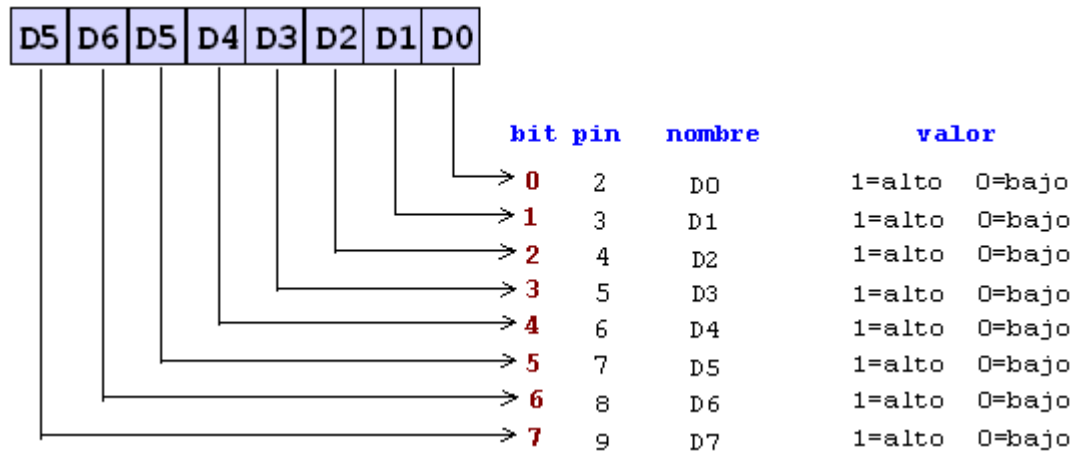 D5 D6 D5 D4 D3 D2 D1 D0
bit pin nombre valor
0 2 D0 1=alto 0=bajo
1 3 D1 1=alto 0=bajo
2 4 D2 1=alto 0=bajo
3 5 D3 1=alto 0=bajo
4 6 D4 1=alto 0=bajo
5 7 D5 1=alto 0=bajo
6 8 D6 1=alto 0=bajo
7 9 D7 1=alto 0=bajo